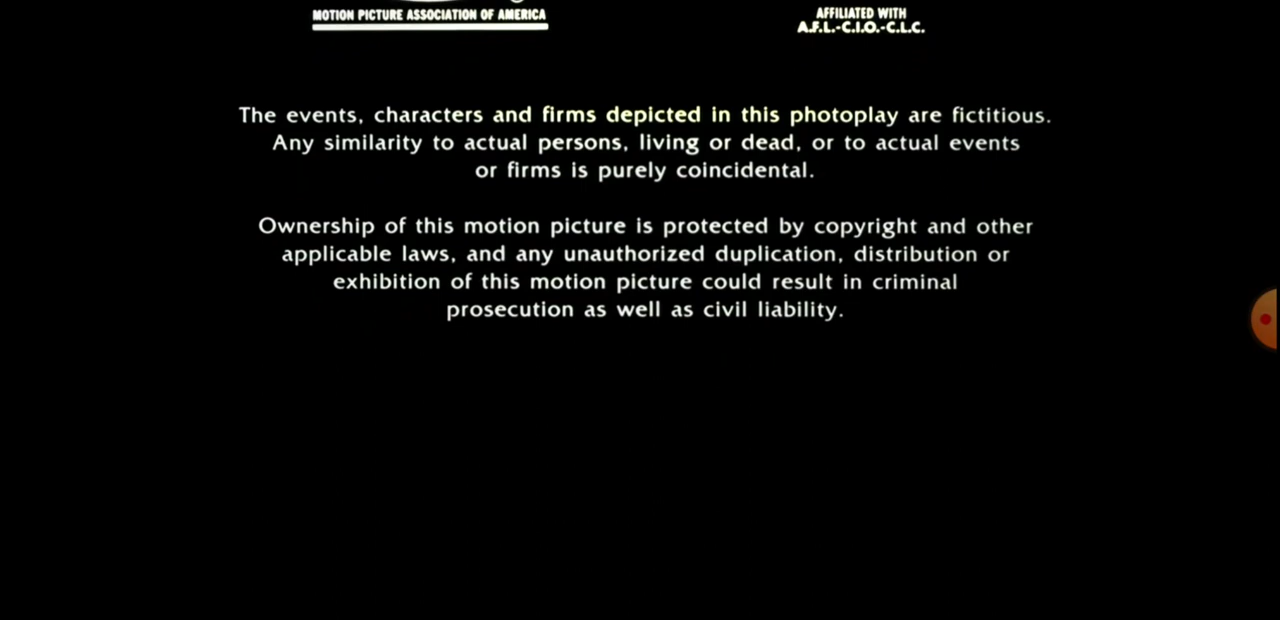 MOTION PICTURE ASSOCIATION OF AMERICA
AFFILIATED WITH
A.F.L.-C.I.O.-C.L.C.
The events, characters and firms depicted in this photoplay are fictitious.
Any similarity to actual persons, living or dead, or to actual events
or firms is purely coincidental.
Ownership of this motion picture is protected by copyright and other
applicable laws, and any unauthorized duplication, distribution or
exhibition of this motion picture could result in criminal
prosecution as well as civil liability.